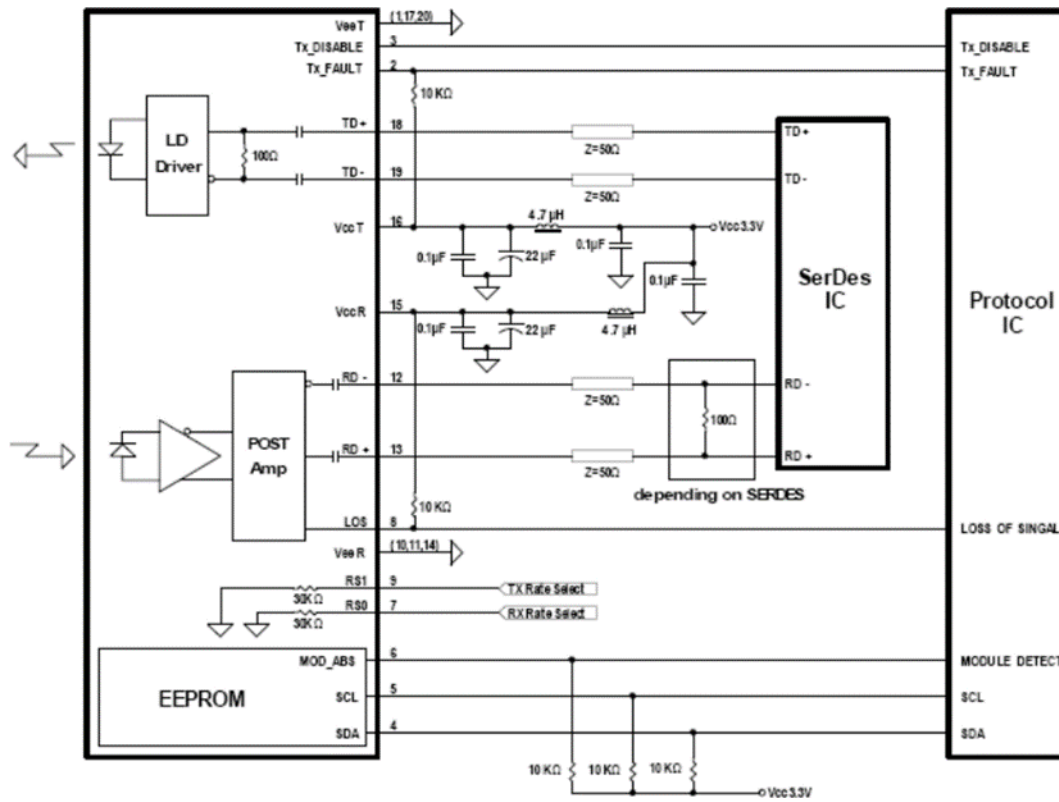 VeeT (1,17,20)
Tx_DISABLE 3 Tx_DISABLE
Tx_FAULT 2 Tx_FAULT
10 KΩ
LD Driver
100Ω
TD+ 18 TD+
Z=50Ω
TD- 19 TD-
Z=50Ω
VccT 16
4.7 µH
Vcc3.3V
0.1µF
22 µF
0.1µF
0.1µF
SerDes IC
Protocol IC
VccR 15
0.1µF
22 µF
4.7 µH
RD - 12 RD -
Z=50Ω
100Ω
POST Amp
RD + 13 RD +
Z=50Ω
depending on SERDES
10 KΩ
LOS 8 LOSS OF SINGAL
VeeR (10,11,14)
RS1 9 TX Rate Select
30KΩ
RS0 7 RX Rate Select
30KΩ
EEPROM
MOD_ABS 6 MODULE DETECT
SCL 5 SCL
SDA 4 SDA
10 KΩ 10 KΩ 10 KΩ
Vcc3.3V